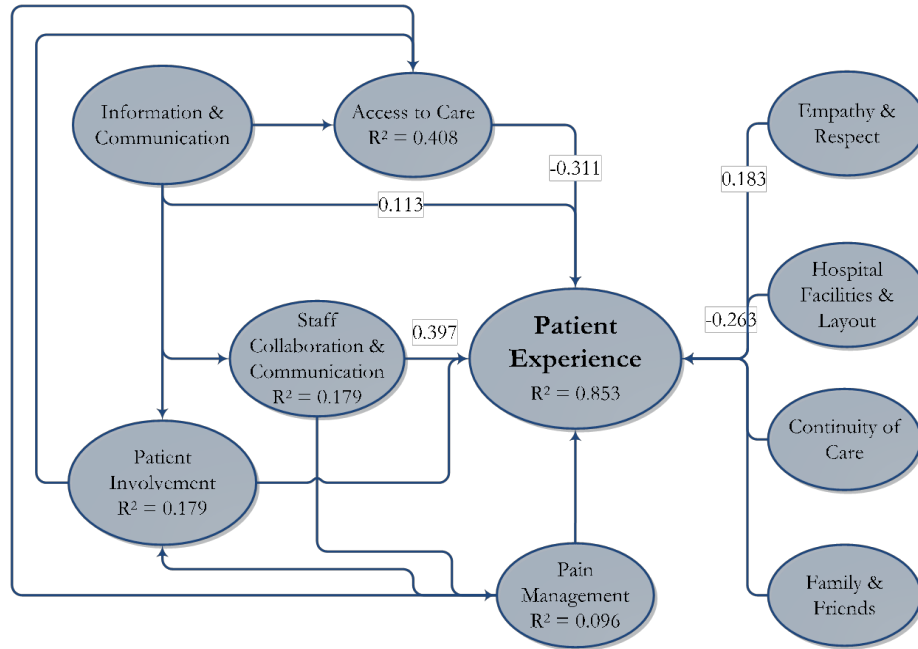 Information &
Communication
Access to Care
R² = 0.408
Empathy &
Respect
-0.311
0.183
0.113
Hospital
Facilities &
Layout
Staff
Collaboration &
Communication
R² = 0.179
0.397
Patient
Experience
R² = 0.853
-0.263
Continuity of
Care
Patient
Involvement
R² = 0.179
Pain
Management
R² = 0.096
Family &
Friends